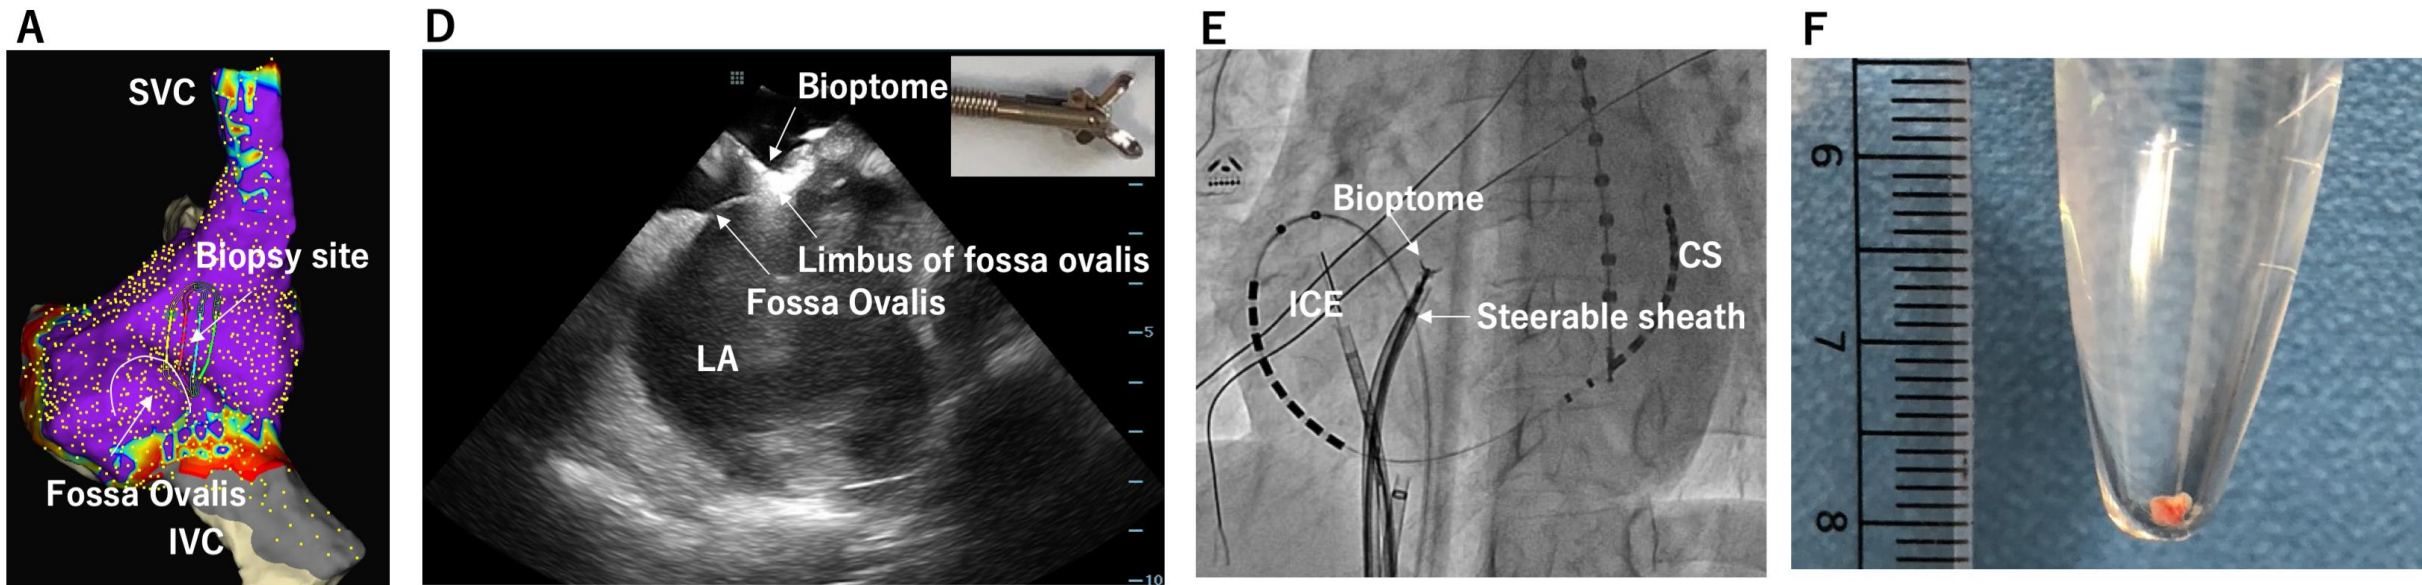 A
SVC
Biopsy site
Fossa Ovalis
IVC
D
Bioptome
Limbus of fossa ovalis
Fossa Ovalis
LA
5
10
E
Bioptome
CS
ICE
Steerable sheath
F
6
7
8